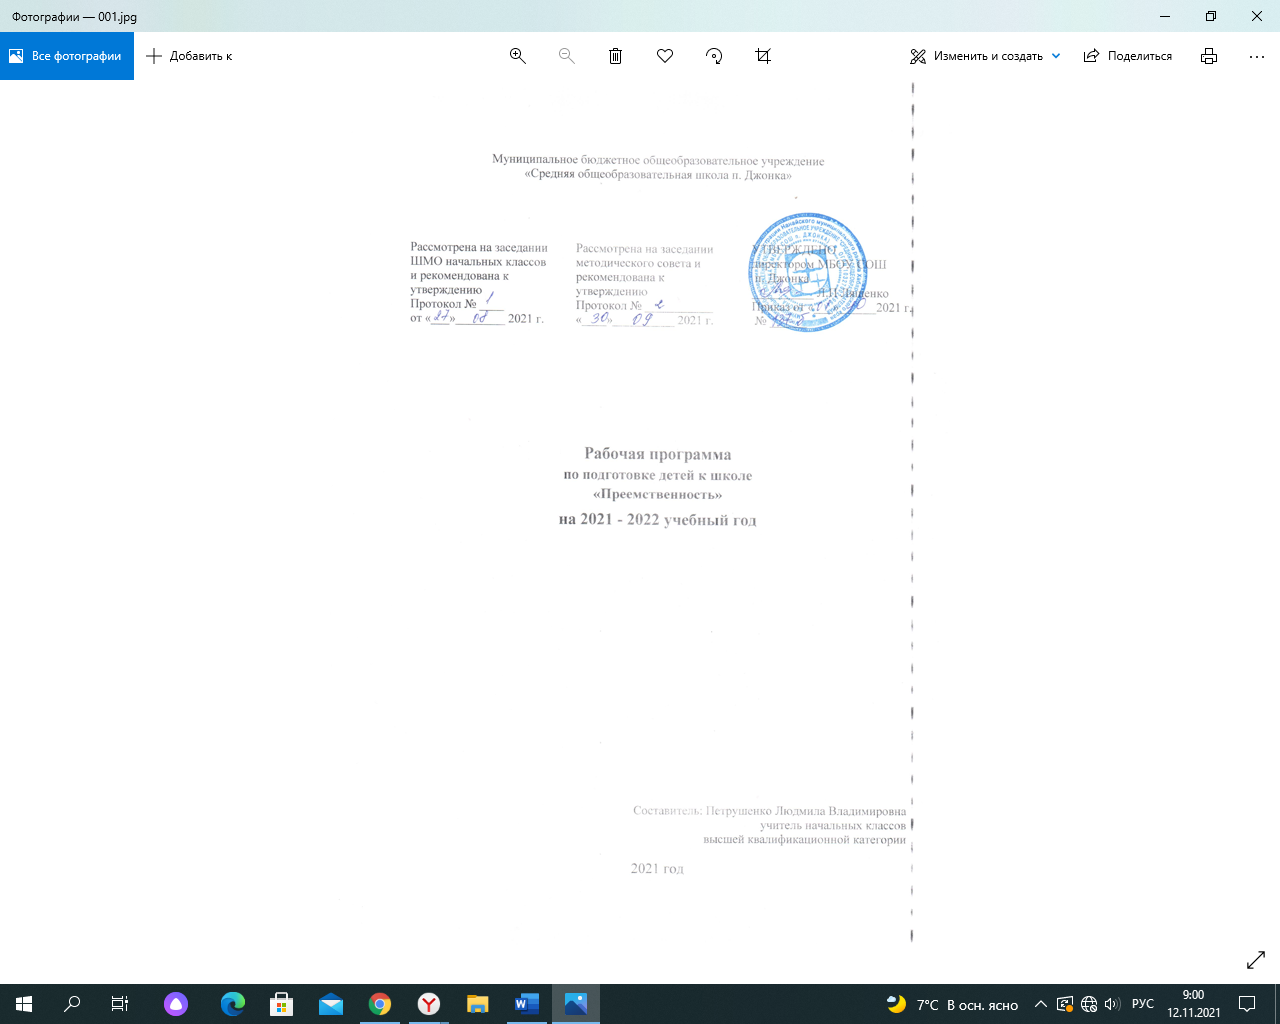 Фотографии — 001.jpg
Все фотографии
Добавить к
Изменить и создать
Поделиться
Муниципальное бюджетное общеобразовательное учреждение
«Средняя общеобразовательная школа п. Джонка»
Рассмотрена на заседании
ШМО начальных классов
и рекомендована к
утверждению
Протокол № 1
от «27» 08 2021 г.
Рассмотрена на заседании
методического совета и
рекомендована к
утверждению
Протокол № 2
«30» 09 2021 г.
УТВЕРЖДЕНО
директором МБОУ СОШ
п. Джонка
Приказ от 2021 г.
№
Рабочая программа
по подготовке детей к школе
«Преемственность»
на 2021 - 2022 учебный год
Составитель: Петрушенко Людмила Владимировна
учитель начальных классов
высшей квалификационной категории
2021 год
7°C В осн. ясно
РУС
9:00
12.11.2021